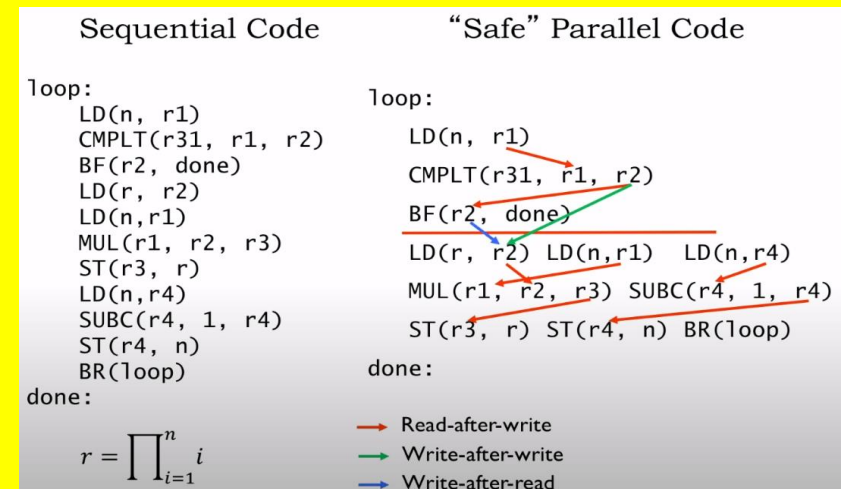 Sequential Code
loop:
LD(n, r1)
CMPLT(r31, r1, r2)
BF(r2, done)
LD(r, r2)
LD(n,r1)
MUL(r1, r2, r3)
ST(r3, r)
LD(n,r4)
SUBC(r4, 1, r4)
ST(r4, n)
BR(loop)
done:
r = ∏ⁿᵢ₌₁ i
“Safe” Parallel Code
loop:
LD(n, r1)
CMPLT(r31, r1, r2)
BF(r2, done)
LD(r, r2) LD(n,r1) LD(n,r4)
MUL(r1, r2, r3) SUBC(r4, 1, r4)
ST(r3, r) ST(r4, n) BR(loop)
done:
Read-after-write
Write-after-write
Write-after-read